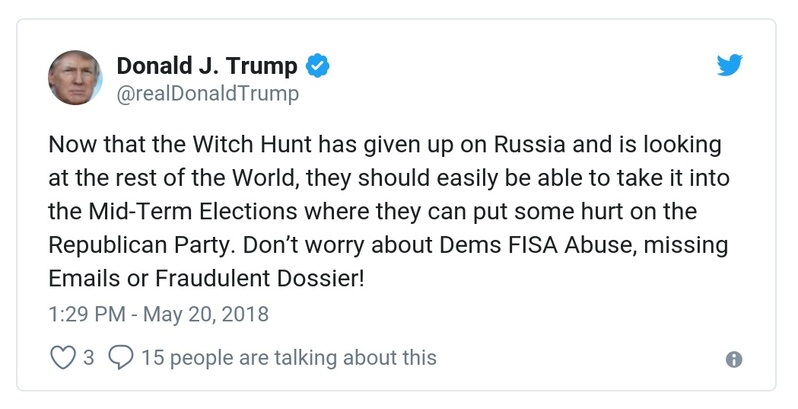 Donald J. Trump
@realDonaldTrump
Now that the Witch Hunt has given up on Russia and is looking
at the rest of the World, they should easily be able to take it into
the Mid-Term Elections where they can put some hurt on the
Republican Party. Don’t worry about Dems FISA Abuse, missing
Emails or Fraudulent Dossier!
1:29 PM - May 20, 2018
3 15 people are talking about this